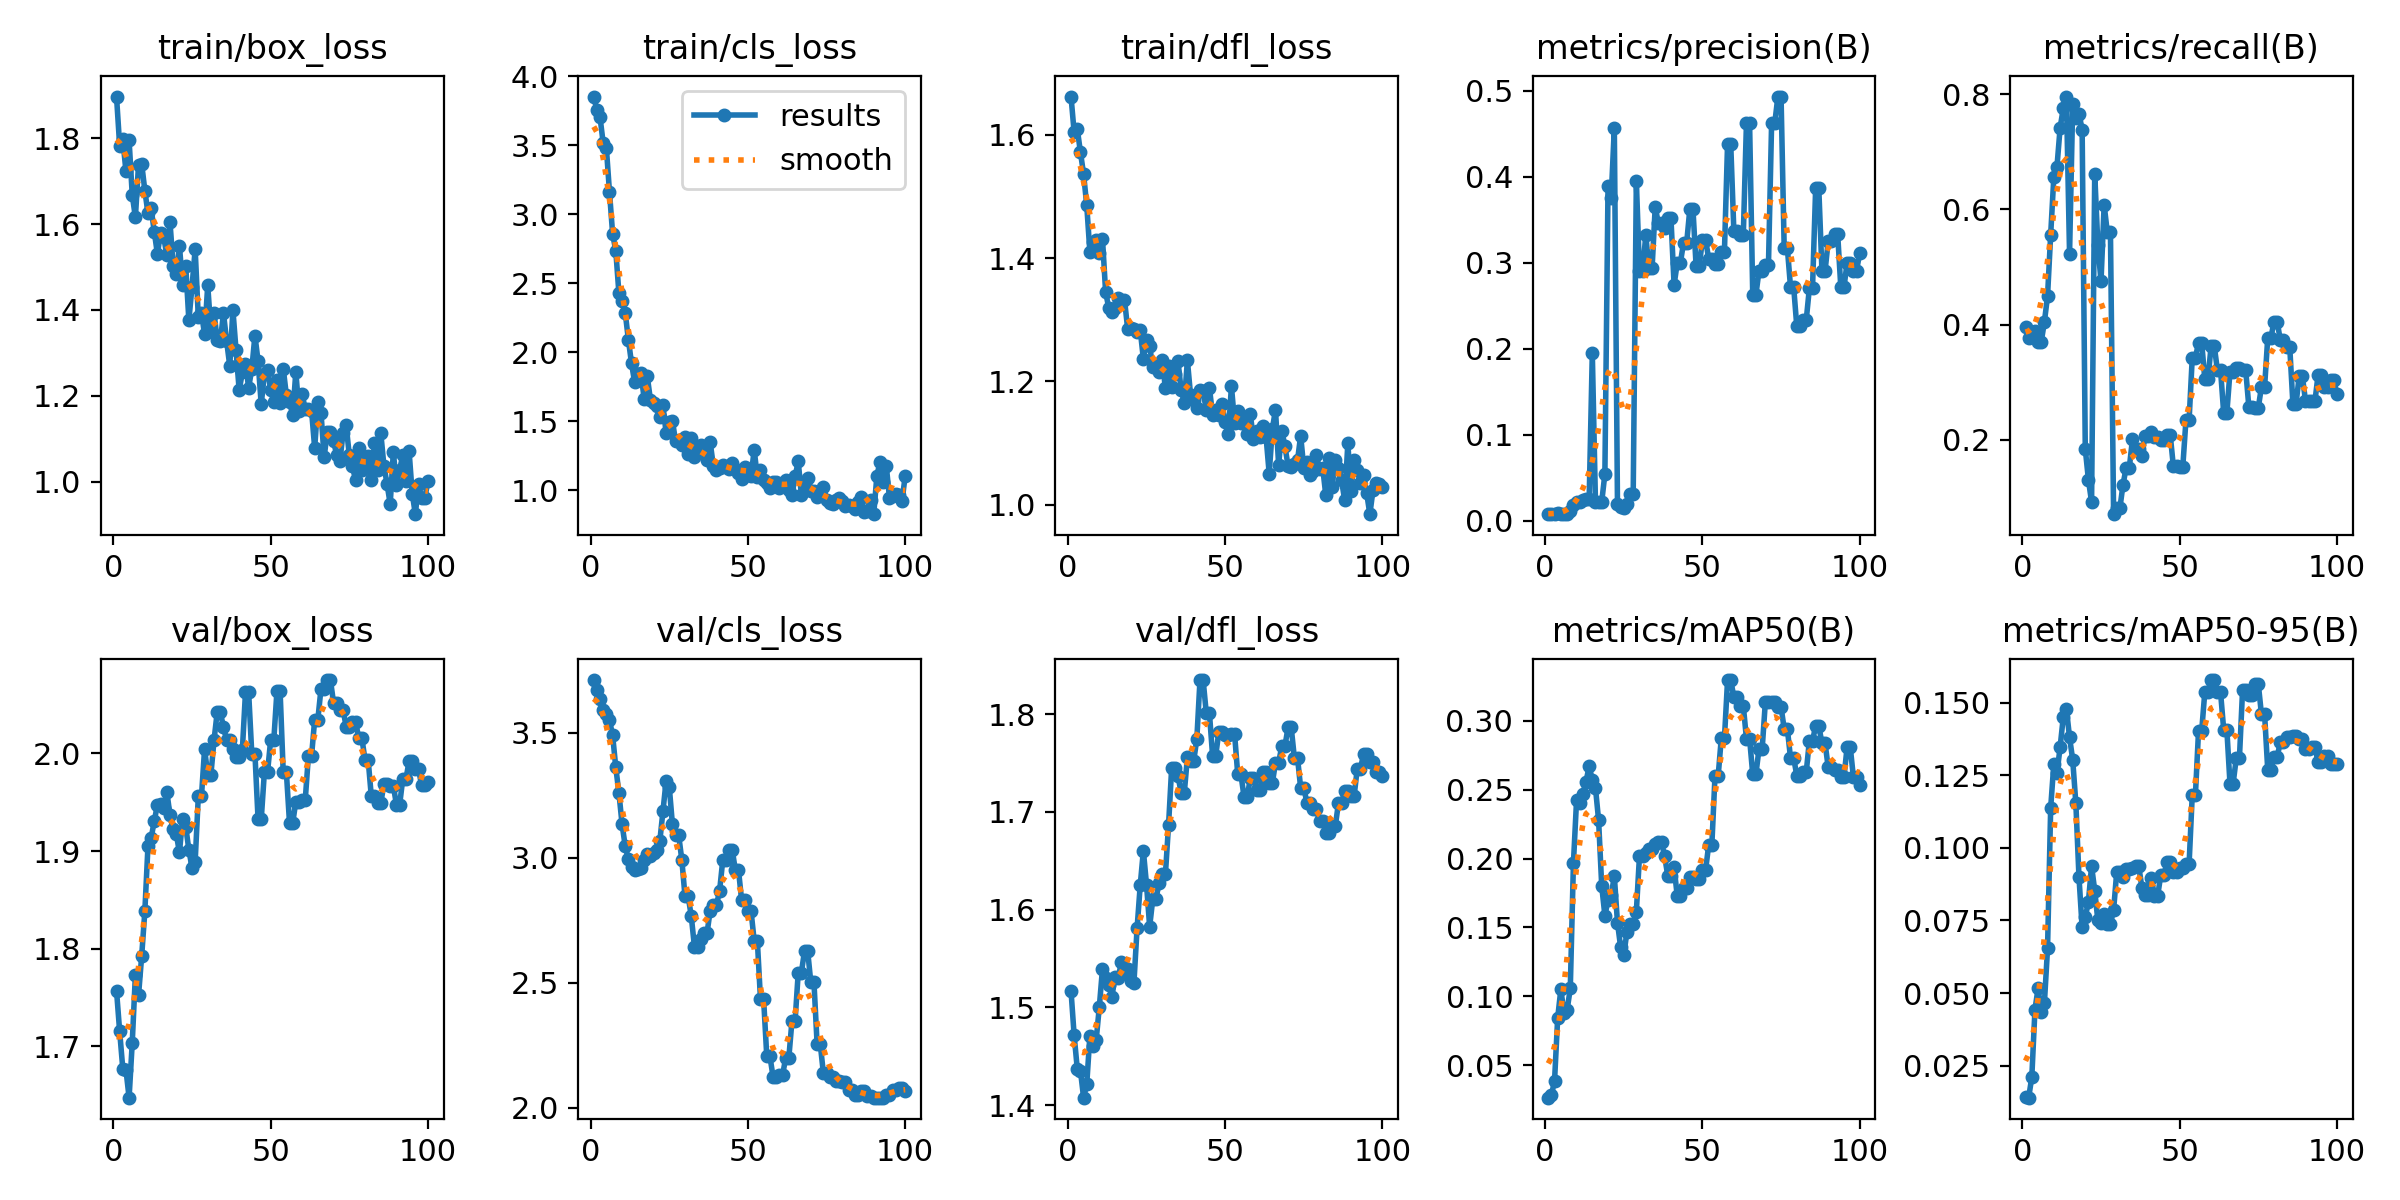 train/box_loss
1.8
1.6
1.4
1.2
1.0
0 50 100
train/cls_loss
4.0
3.5
3.0
2.5
2.0
1.5
1.0
results
smooth
0 50 100
train/dfl_loss
1.6
1.4
1.2
1.0
0 50 100
metrics/precision(B)
0.5
0.4
0.3
0.2
0.1
0.0
0 50 100
metrics/recall(B)
0.8
0.6
0.4
0.2
0 50 100
val/box_loss
2.0
1.9
1.8
1.7
0 50 100
val/cls_loss
3.5
3.0
2.5
2.0
0 50 100
val/dfl_loss
1.8
1.7
1.6
1.5
1.4
0 50 100
metrics/mAP50(B)
0.30
0.25
0.20
0.15
0.10
0.05
0 50 100
metrics/mAP50-95(B)
0.150
0.125
0.100
0.075
0.050
0.025
0 50 100